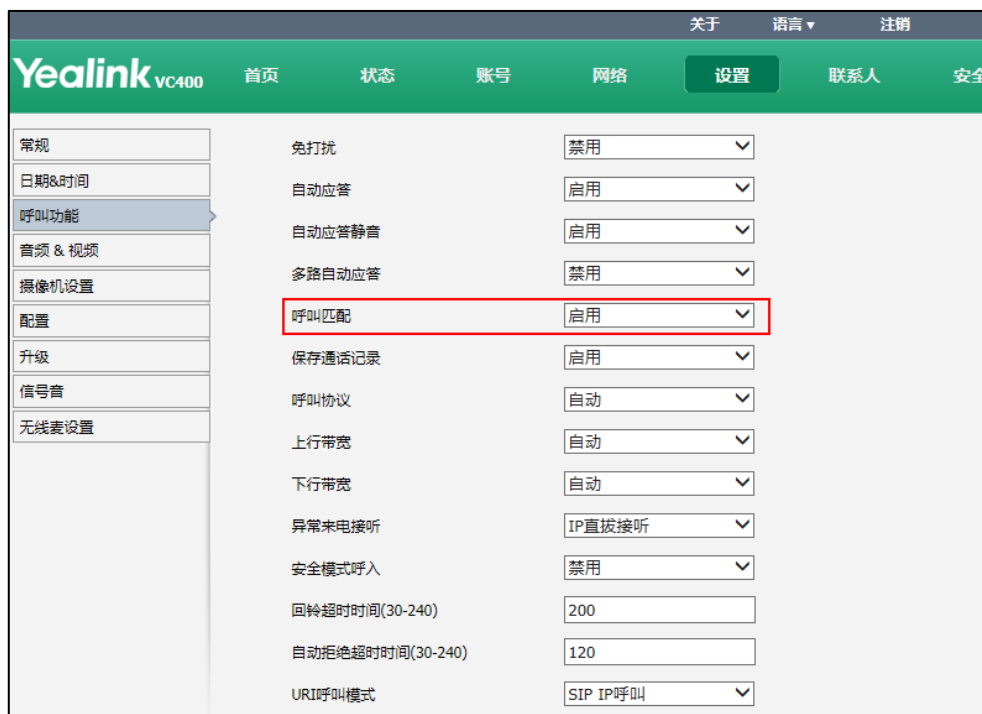 关于 语言▼ 注销
Yealink VC400 首页 状态 账号 网络 设置 联系人 安全
常规
日期&时间
呼叫功能
音频 & 视频
摄像机设置
配置
升级
信号音
无线麦设置
免打扰 禁用
自动应答 启用
自动应答静音 启用
多路自动应答 禁用
呼叫匹配 启用
保存通话记录 启用
呼叫协议 自动
上行带宽 自动
下行带宽 自动
异常来电接听 IP直拔接听
安全模式呼入 禁用
回铃超时时间(30-240) 200
自动拒绝超时时间(30-240) 120
URI呼叫模式 SIP IP呼叫